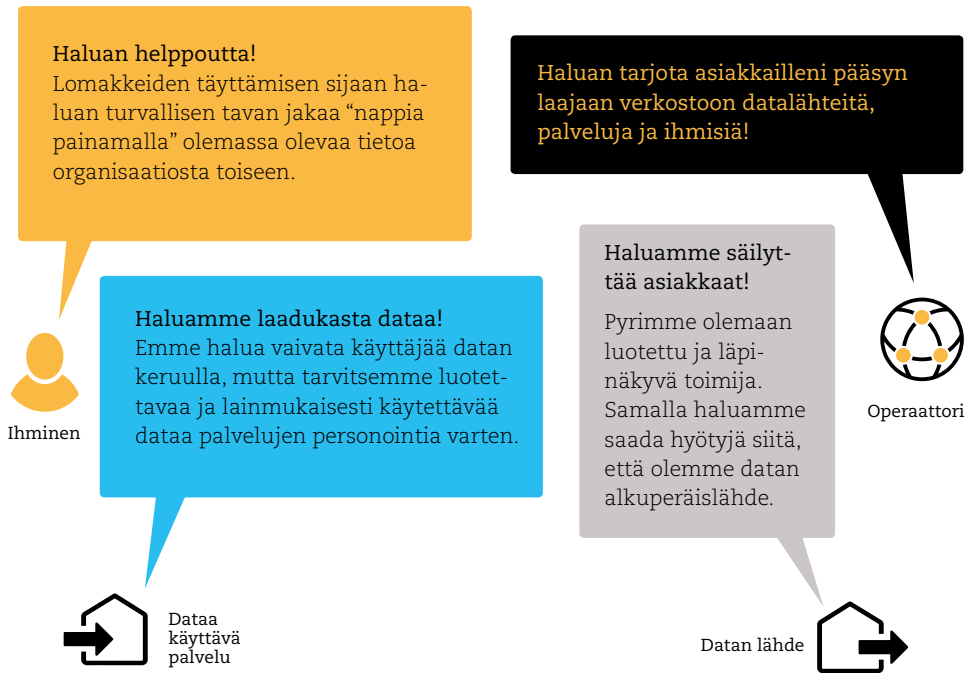 Haluan helppoutta!
Lomakkeiden täyttämisen sijaan ha-
luan turvallisen tavan jakaa “nappia
painamalla” olemassa olevaa tietoa
organisaatiosta toiseen.
Haluan tarjota asiakkailleni pääsyn
laajaan verkostoon datalähteitä,
palveluja ja ihmisiä!
Haluamme laadukasta dataa!
Emme halua vaivata käyttäjää datan
keruulla, mutta tarvitsemme luotet-
tavaa ja lainmukaisesti käytettävää
dataa palvelujen personointia varten.
Haluamme säilyt-
tää asiakkaat!
Pyrimme olemaan
luotettu ja läpi-
näkyvä toimija.
Samalla haluamme
saada hyötyjä siitä,
että olemme datan
alkuperäislähde.
Ihminen
Operaattori
Dataa
käyttävä
palvelu
Datan lähde